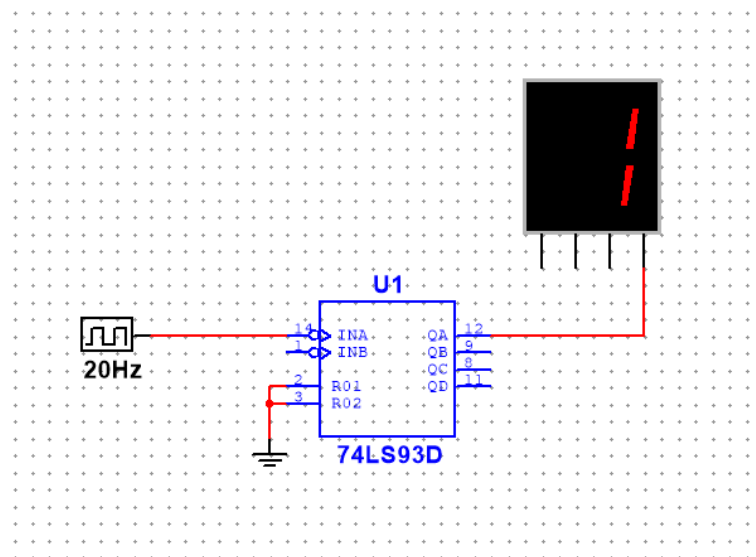 U1
14 INA QA 12
1 INB QB 9
QC 8
2 R01 QD 11
3 R02
20Hz
74LS93D